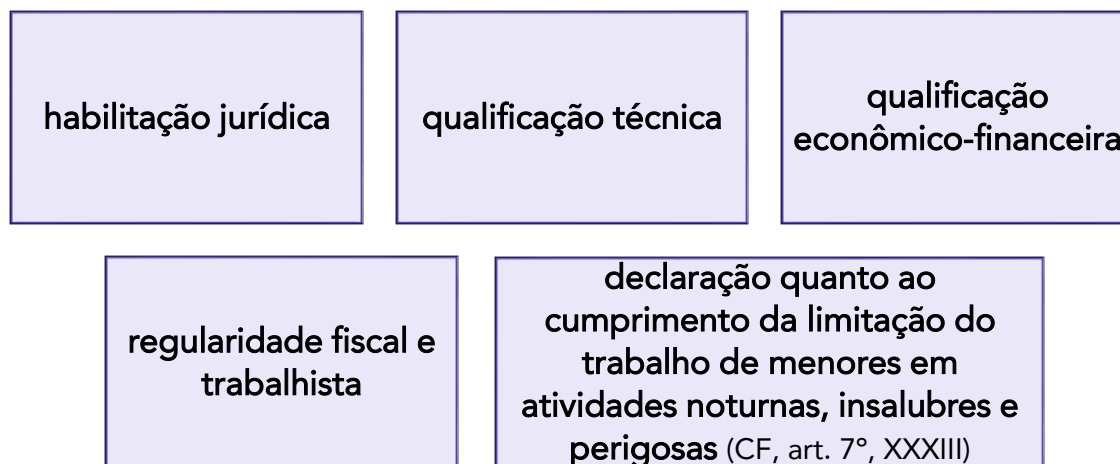 habilitação jurídica
qualificação técnica
qualificação
econômico-financeira
regularidade fiscal e
trabalhista
declaração quanto ao
cumprimento da limitação do
trabalho de menores em
atividades noturnas, insalubres e
perigosas (CF, art. 7º, XXXIII)